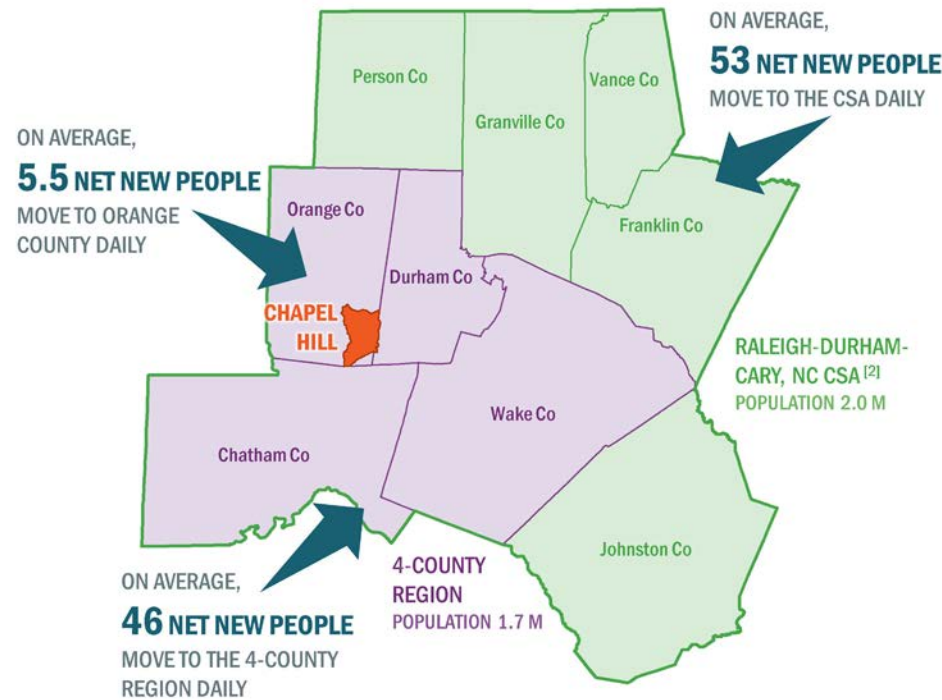 ON AVERAGE,
53 NET NEW PEOPLE
MOVE TO THE CSA DAILY
Person Co
Vance Co
Granville Co
ON AVERAGE,
5.5 NET NEW PEOPLE
MOVE TO ORANGE
COUNTY DAILY
Orange Co
Franklin Co
Durham Co
CHAPEL
HILL
RALEIGH-DURHAM-
CARY, NC CSA [2]
POPULATION 2.0 M
Wake Co
Chatham Co
Johnston Co
4-COUNTY
REGION
POPULATION 1.7 M
ON AVERAGE,
46 NET NEW PEOPLE
MOVE TO THE 4-COUNTY
REGION DAILY